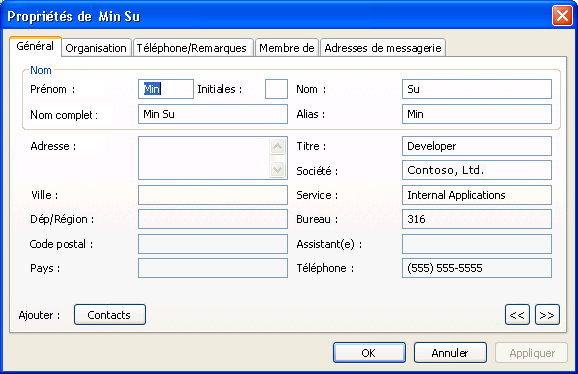 Propriétés de Min Su
Général Organisation Téléphone/Remarques Membre de Adresses de messagerie
Nom
Prénom : Min Initiales : Nom : Su
Nom complet : Min Su Alias : Min
Adresse : Titre : Developer
Société : Contoso, Ltd.
Ville : Service : Internal Applications
Dép/Région : Bureau : 316
Code postal : Assistant(e) :
Pays : Téléphone : (555) 555-5555
Ajouter : Contacts << >>
OK Annuler Appliquer